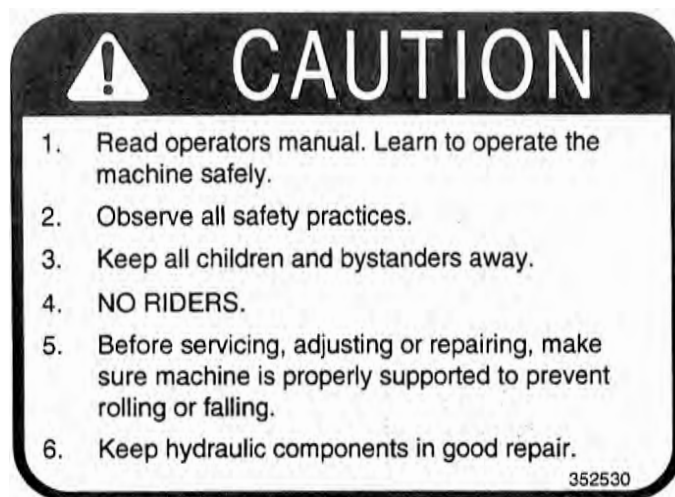 CAUTION
1. Read operators manual. Learn to operate the
machine safely.
2. Observe all safety practices.
3. Keep all children and bystanders away.
4. NO RIDERS.
5. Before servicing, adjusting or repairing, make
sure machine is properly supported to prevent
rolling or falling.
6. Keep hydraulic components in good repair.
352530